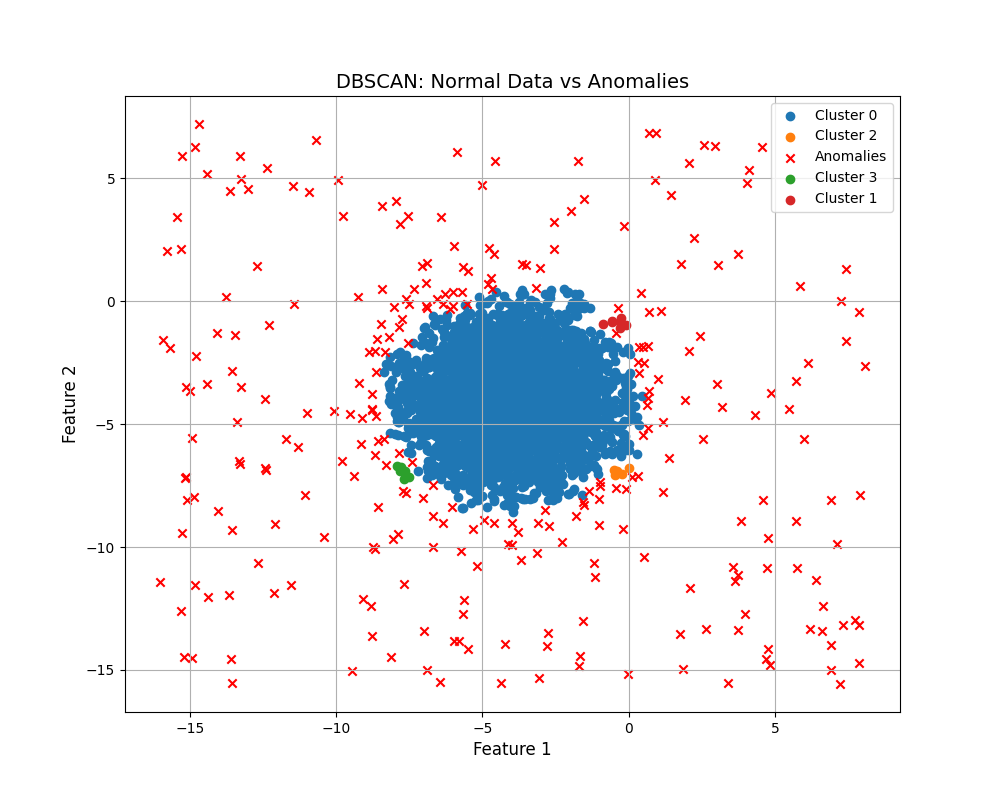 DBSCAN: Normal Data vs Anomalies
Cluster 0
Cluster 2
Anomalies
Cluster 3
Cluster 1
5
0
−5
−10
−15
Feature 2
−15
−10
−5
0
5
Feature 1